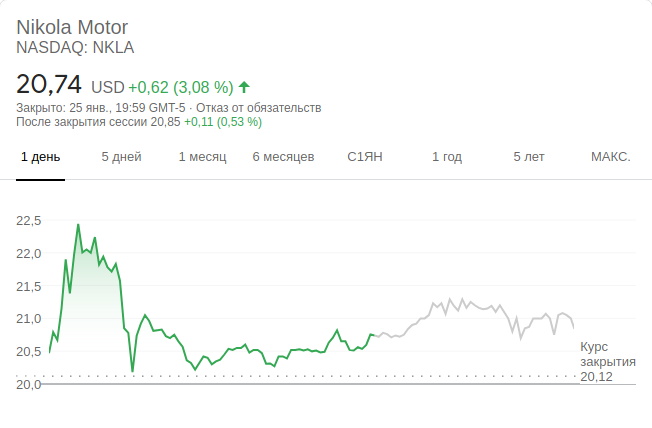 Nikola Motor
NASDAQ: NKLA
20,74 USD +0,62 (3,08 %)
Закрыто: 25 янв., 19:59 GMT-5 · Отказ от обязательств
После закрытия сессии 20,85 +0,11 (0,53 %)
1 день 5 дней 1 месяц 6 месяцев С1ЯН 1 год 5 лет МАКС.
22,5
22,0
21,5
21,0
20,5
20,0
Курс
закрытия
20,12